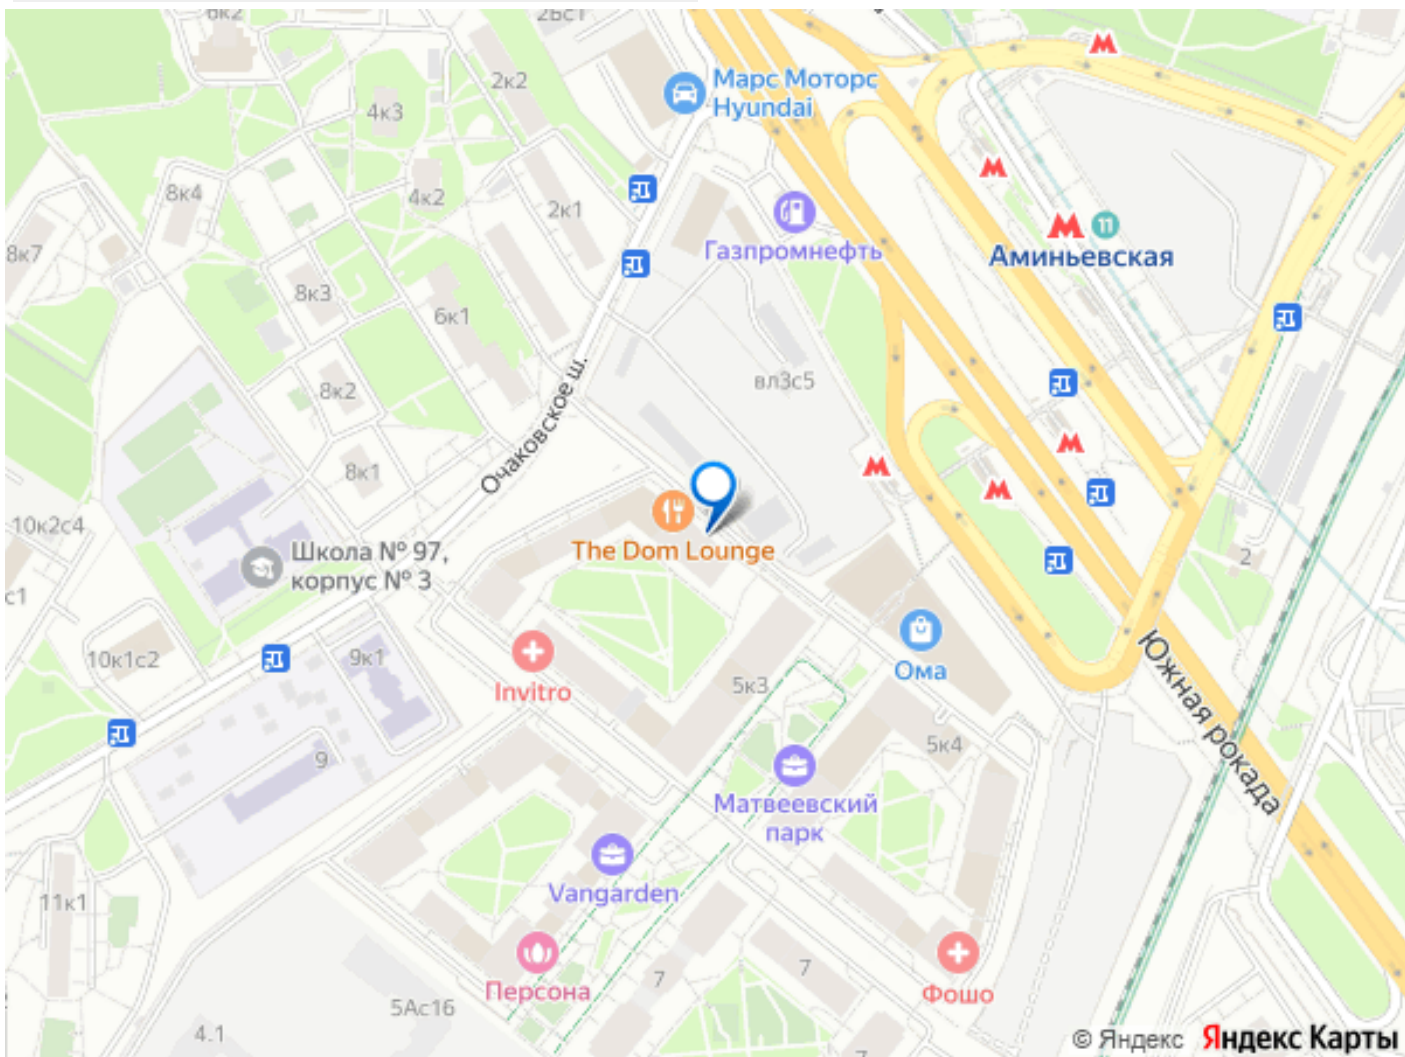 6к2
2Бс1
Марс Моторс
Hyundai
2к2
4к3
8к4
4к2
2к1
11
8к7
Газпромнефть
Аминьевская
8к3
6к1
вл3с5
8к2
Очаковское ш.
8к1
10к2с4
Школа № 97,
корпус № 3
The Dom Lounge
2
с1
10к1с2
9к1
Invitro
5к3
Ома
Южная рокада
5к4
9
Матвеевский
парк
Vangarden
11к1
Персона
7
7
Фошо
5Ас16
4.1
7
© Яндекс Яндекс Карты